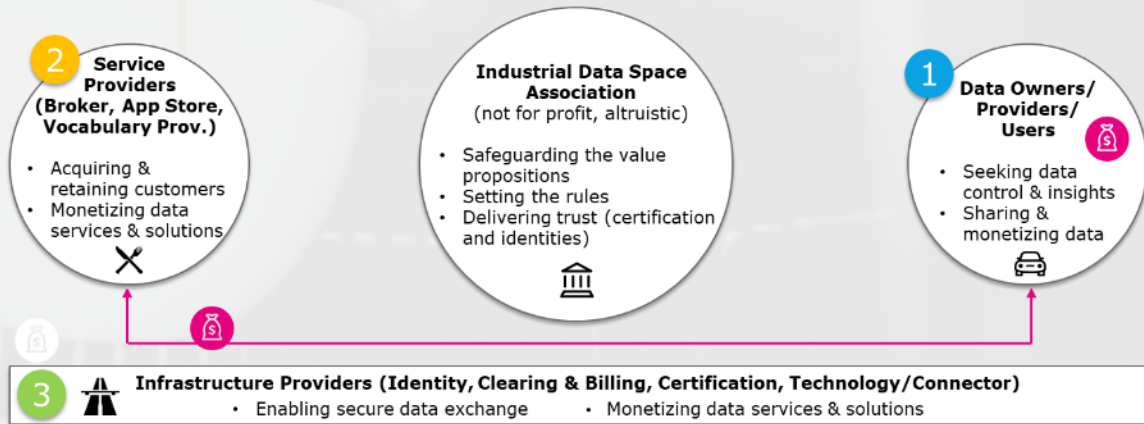 2
Service
Providers
(Broker, App Store,
Vocabulary Prov.)
• Acquiring &
retaining customers
• Monetizing data
services & solutions
Industrial Data Space
Association
(not for profit, altruistic)
• Safeguarding the value
propositions
• Setting the rules
• Delivering trust (certification
and identities)
1
Data Owners/
Providers/
Users
$
• Seeking data
control & insights
• Sharing &
monetizing data
$
$
3
Infrastructure Providers (Identity, Clearing & Billing, Certification, Technology/Connector)
• Enabling secure data exchange • Monetizing data services & solutions